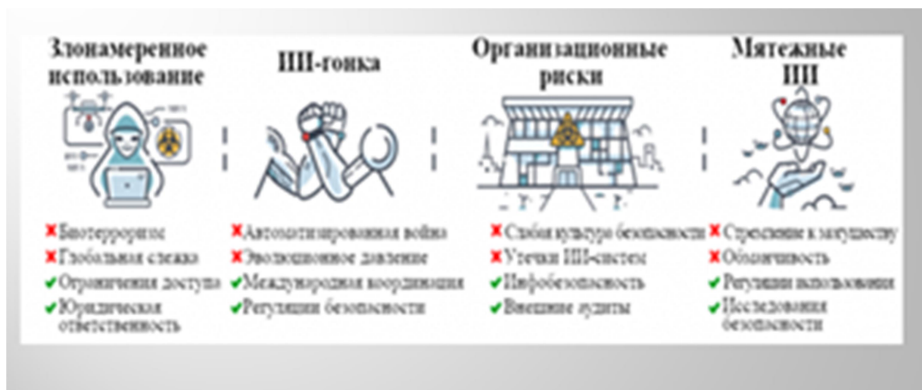 Злонамеренное
использование
ИИ-гонка
Организационные
риски
Мятежные
ИИ
Биотерроризм
Глобальная слежка
Ограничения доступа
Юридическая
ответственность
Автоматизированная война
Эволюционное давление
Международная координация
Регуляции безопасности
Слабая культура безопасности
Утечки ИИ-систем
Инфобезопасность
Внешние аудиты
Стремление к могуществу
Обманчивость
Регуляции использования
Исследования
безопасности